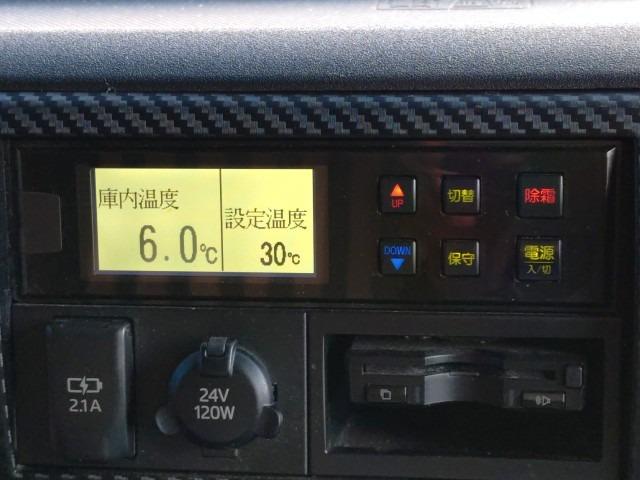 庫内温度
6.0℃
設定温度
30℃
UP
切替
除霜
DOWN
保守
電源
入/切
2.1A
24V
120W